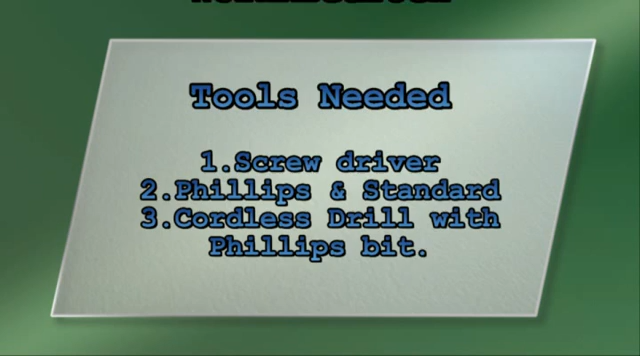 Tools Needed
1.Screw driver
2.Phillips & Standard
3.Cordless Drill with
Phillips bit.